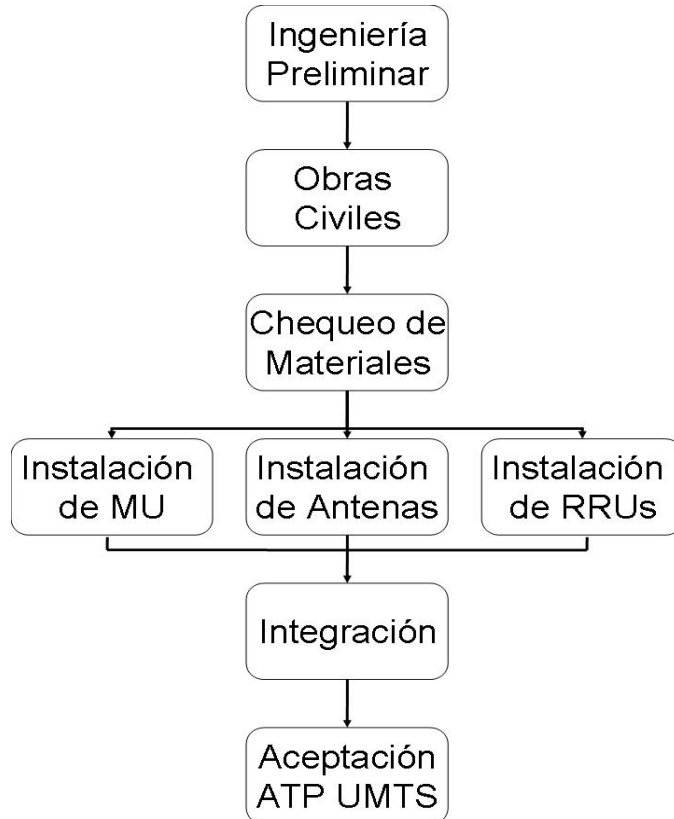 Ingeniería
Preliminar
Obras
Civiles
Chequeo de
Materiales
Instalación
de MU
Instalación
de Antenas
Instalación
de RRUs
Integración
Aceptación
ATP UMTS